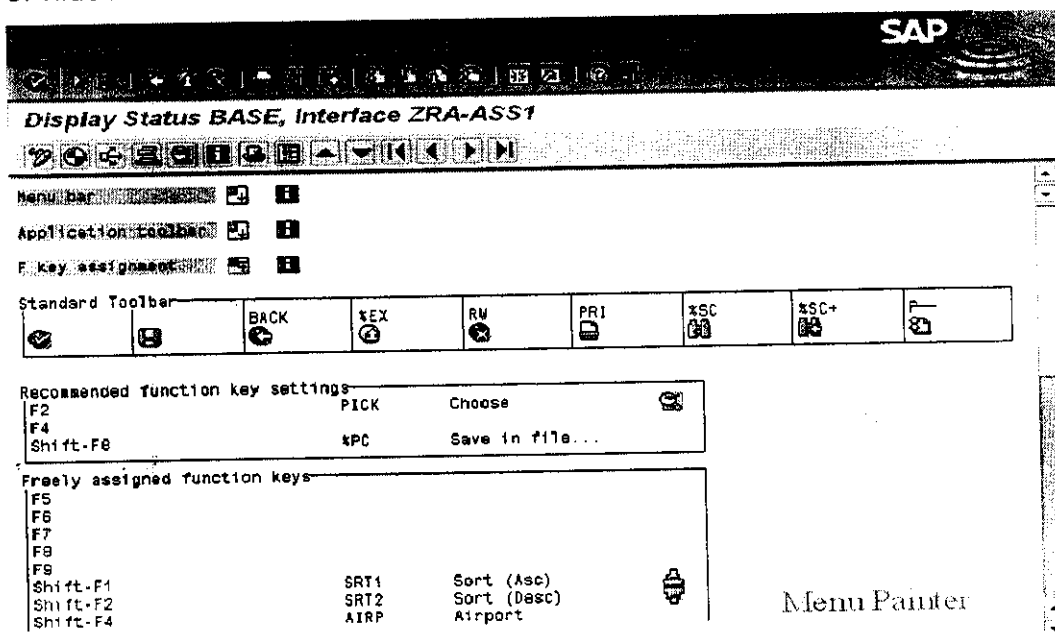 SAP
Display Status BASE, Interface ZRA-ASS1
Menu bar
Application toolbar
F key assignment
Standard Toolbar
BACK %EX RW PRI %SC %SC+ P—
Recommended function key settings
F2 PICK Choose
F4
Shift-F8 %PC Save in file...
Freely assigned function keys
F5
F6
F7
F8
F9
Shift-F1 SRT1 Sort (Asc)
Shift-F2 SRT2 Sort (Desc)
Shift-F4 AIRP Airport
Menu Painter